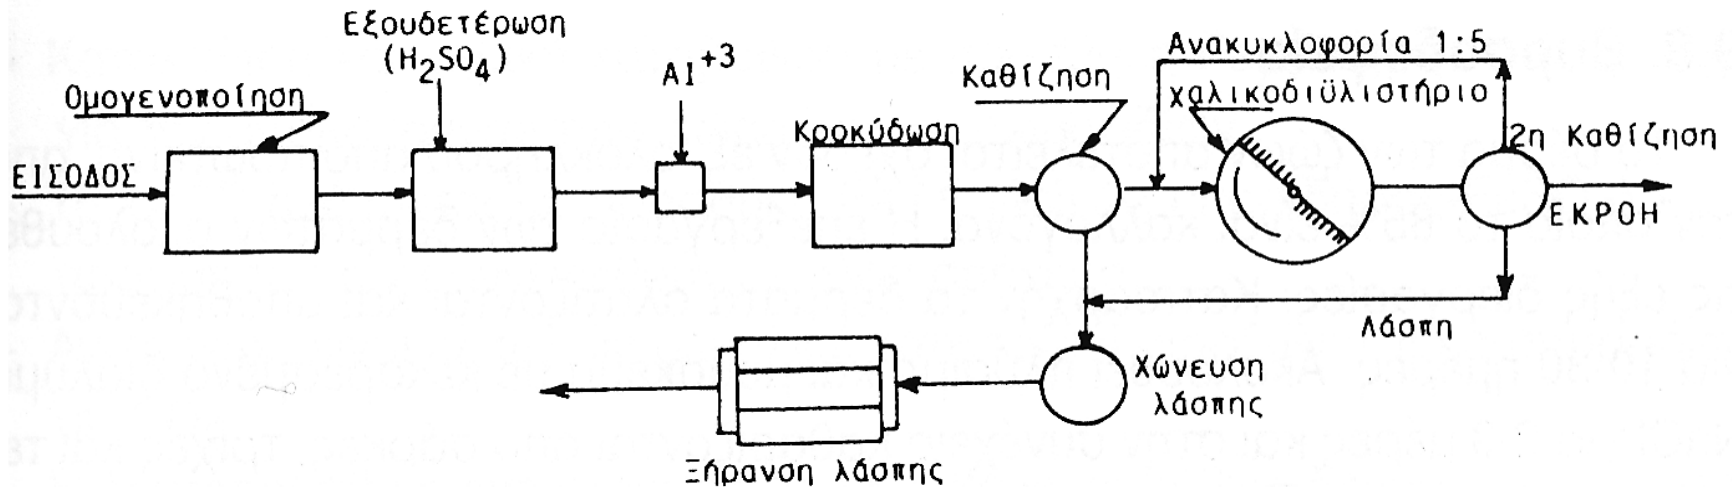 Εξουδετέρωση
(H₂SO₄)
Al⁺³
Ομογενοποίηση
Καθίζηση
Ανακυκλοφορία 1:5
χαλικοδιϋλιστήριο
Κροκύδωση
2η Καθίζηση
ΕΙΣΟΔΟΣ
ΕΚΡΟΗ
Λάσπη
Χώνευση
λάσπης
Ξήρανση λάσπης